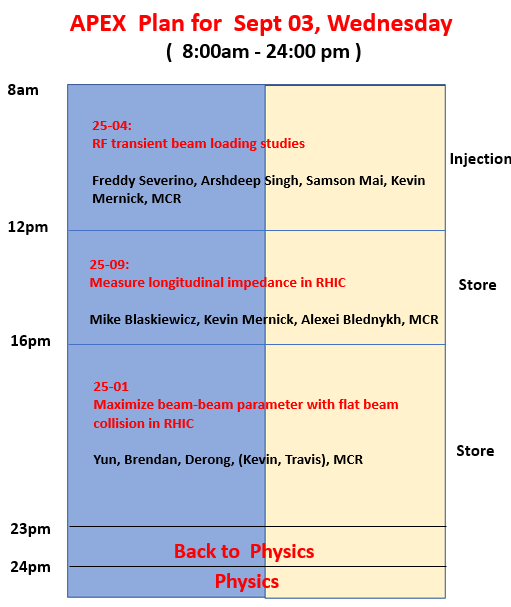 APEX Plan for Sept 03, Wednesday
( 8:00am - 24:00 pm )
8am
25-04:
RF transient beam loading studies
Injection
Freddy Severino, Arshdeep Singh, Samson Mai, Kevin
Mernick, MCR
12pm
25-09:
Measure longitudinal impedance in RHIC
Store
Mike Blaskiewicz, Kevin Mernick, Alexei Blednykh, MCR
16pm
25-01
Maximize beam-beam parameter with flat beam
collision in RHIC
Store
Yun, Brendan, Derong, (Kevin, Travis), MCR
23pm
Back to Physics
24pm
Physics